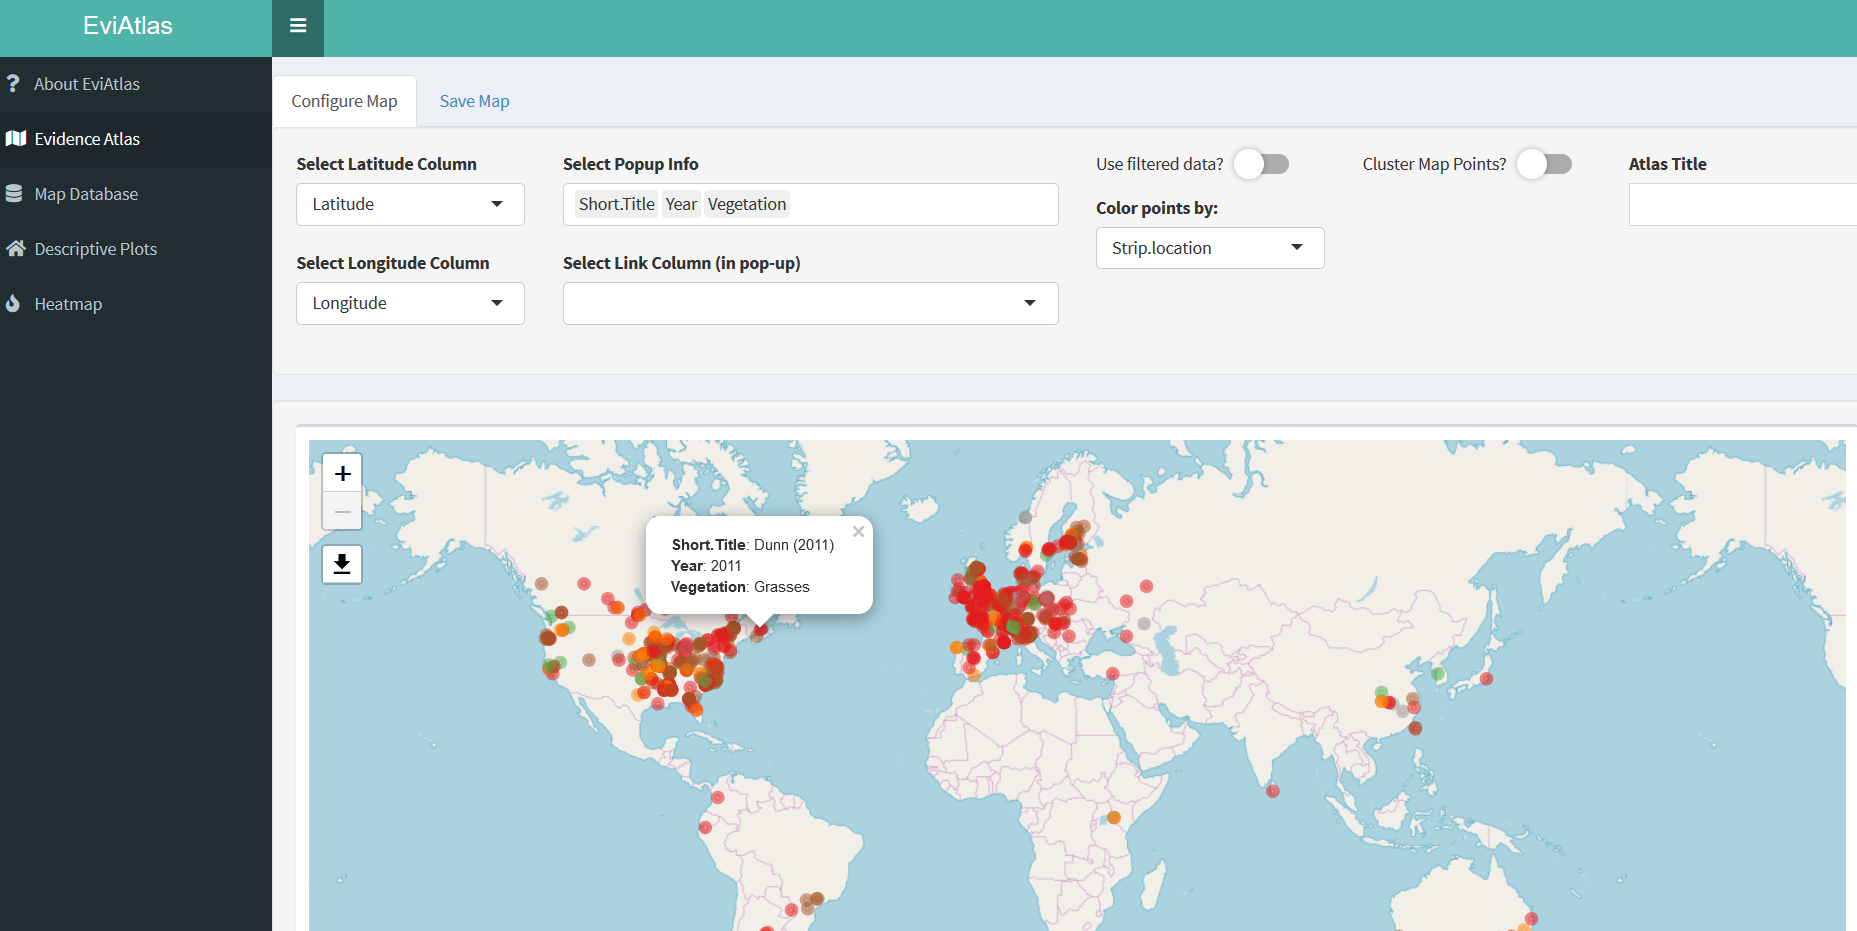 EviAtlas
About EviAtlas
Evidence Atlas
Map Database
Descriptive Plots
Heatmap
Configure Map
Save Map
Select Latitude Column
Latitude
Select Longitude Column
Longitude
Select Popup Info
Short.Title Year Vegetation
Select Link Column (in pop-up)
Use filtered data?
Color points by:
Strip.location
Cluster Map Points?
Atlas Title
+
−
×
Short.Title: Dunn (2011)
Year: 2011
Vegetation: Grasses